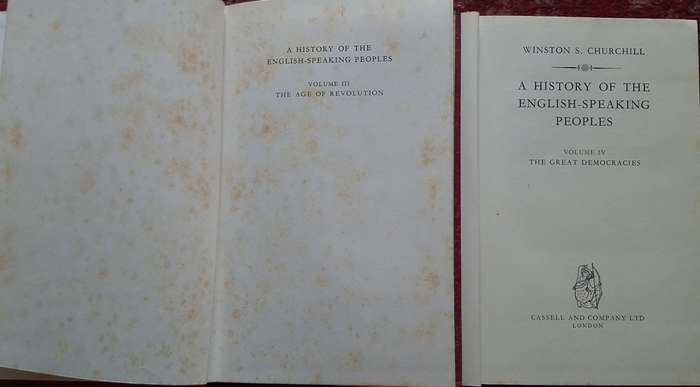 A HISTORY OF THE
ENGLISH-SPEAKING PEOPLES
VOLUME III
THE AGE OF REVOLUTION
WINSTON S. CHURCHILL
A HISTORY OF THE
ENGLISH-SPEAKING
PEOPLES
VOLUME IV
THE GREAT DEMOCRACIES
CASSELL AND COMPANY LTD
LONDON